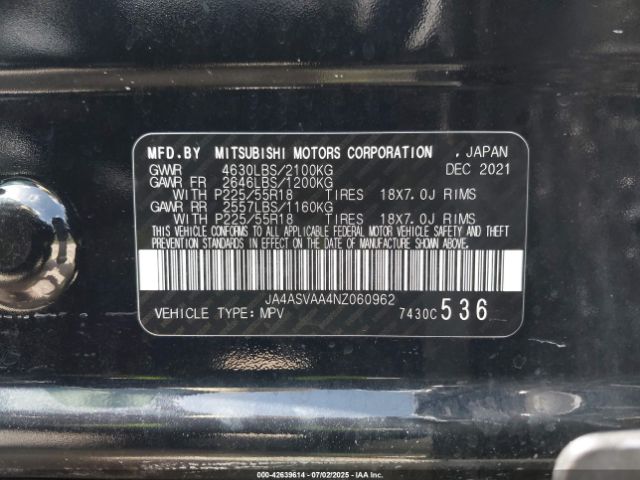 MFD.BY MITSUBISHI MOTORS CORPORATION , JAPAN
GWWR 4630LBS/2100KG DEC 2021
GAWR FR 2646LBS/1200KG
WITH P225/55R18 TIRES 18X7.0J RIMS
GAWR RR 2557LBS/1160KG
WITH P225/55R18 TIRES 18X7.0J RIMS
THIS VEHICLE CONFORMS TO ALL APPLICABLE FEDERAL MOTOR VEHICLE SAFETY AND THEFT
PREVENTION STANDARDS IN EFFECT ON THE DATE OF MANUFACTURE SHOWN ABOVE.
JA4ASVAA4NZ060962
VEHICLE TYPE: MPV 7430C 536
000-42639614 - 07/02/2025 - IAAI.COM